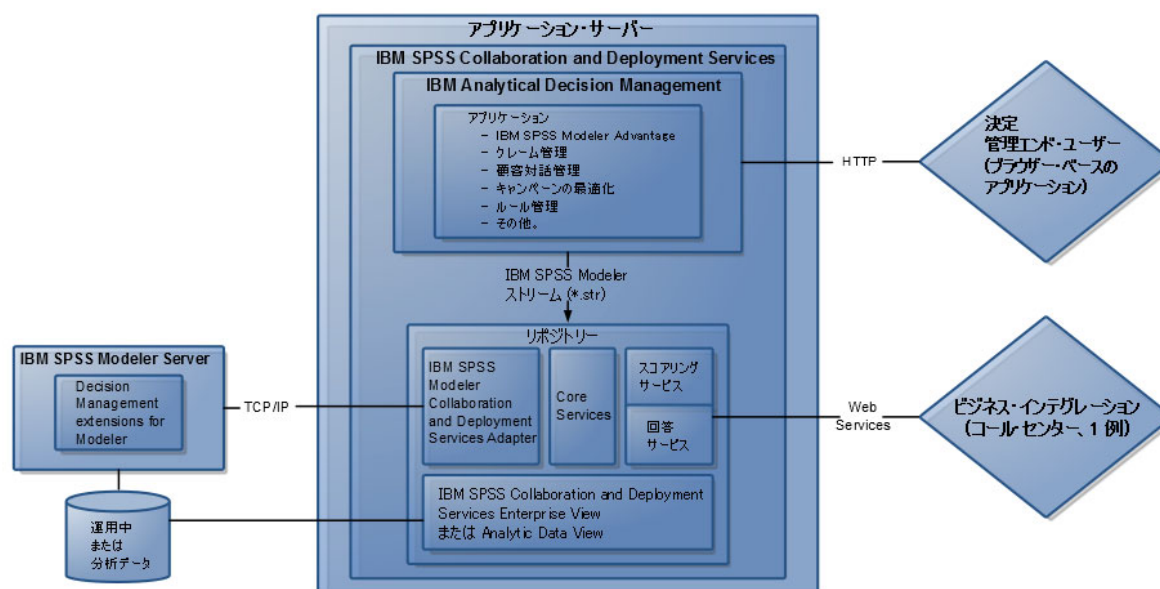 アプリケーション・サーバー
IBM SPSS Collaboration and Deployment Services
IBM Analytical Decision Management
アプリケーション
– IBM SPSS Modeler Advantage
– クレーム管理
– 顧客対話管理
– キャンペーンの最適化
– ルール管理
– その他。
HTTP
決定
管理エンド・ユーザー
(ブラウザー・ベースの
アプリケーション)
IBM SPSS Modeler
ストリーム (*.str)
リポジトリー
IBM SPSS Modeler Server
Decision
Management
extensions for
Modeler
TCP/IP
IBM SPSS
Modeler
Collaboration
and Deployment
Services Adapter
Core
Services
スコアリング
サービス
回答
サービス
Web
Services
ビジネス・インテグレーション
(コール・センター、1 例)
IBM SPSS Collaboration and Deployment
Services Enterprise View
または Analytic Data View
運用中
または
分析データ